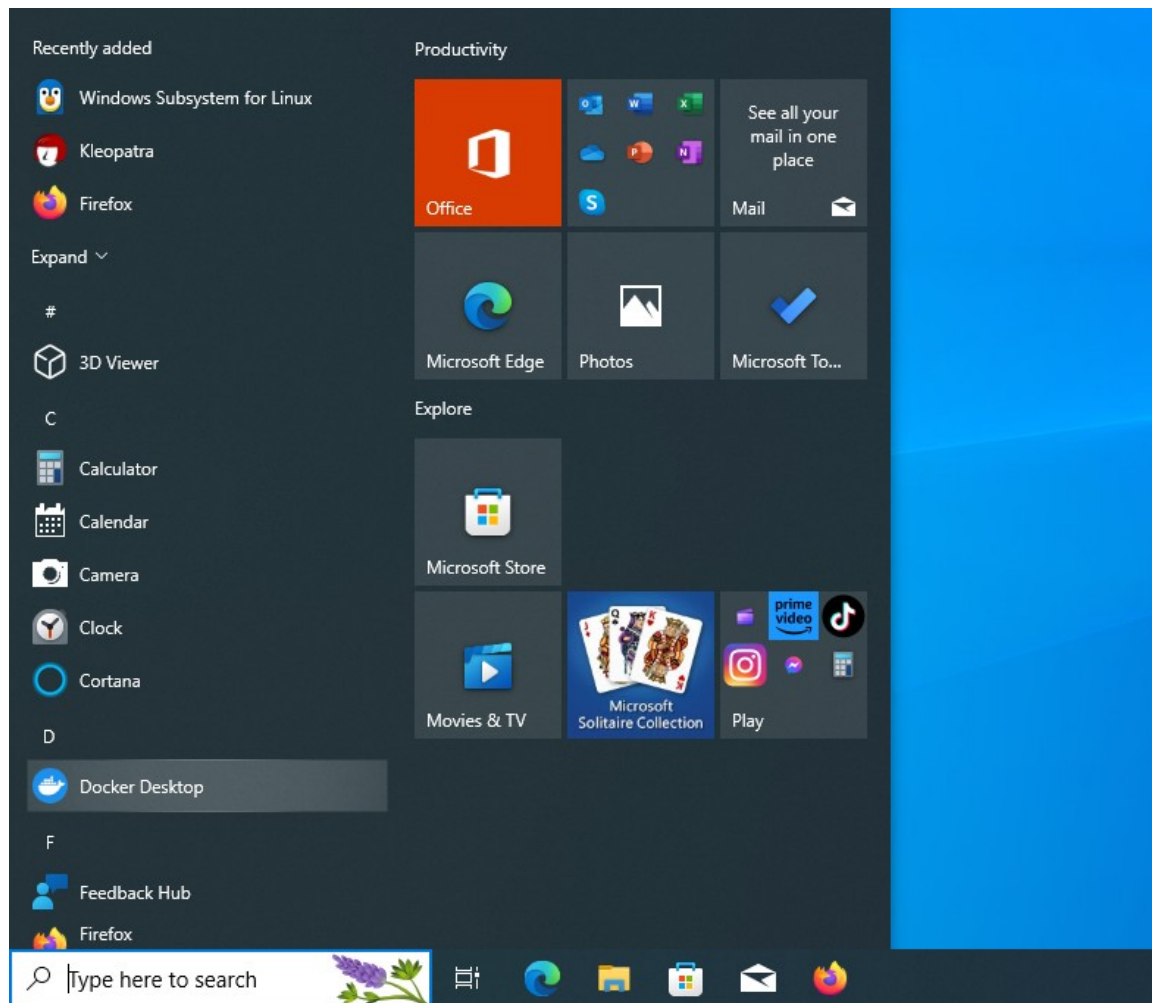 Recently added
Windows Subsystem for Linux
Kleopatra
Firefox
Expand
#
3D Viewer
C
Calculator
Calendar
Camera
Clock
Cortana
D
Docker Desktop
F
Feedback Hub
Firefox
Productivity
Office
See all your
mail in one
place
Mail
Microsoft Edge
Photos
Microsoft To...
Explore
Microsoft Store
Movies & TV
Microsoft
Solitaire Collection
prime
video
Play
Type here to search